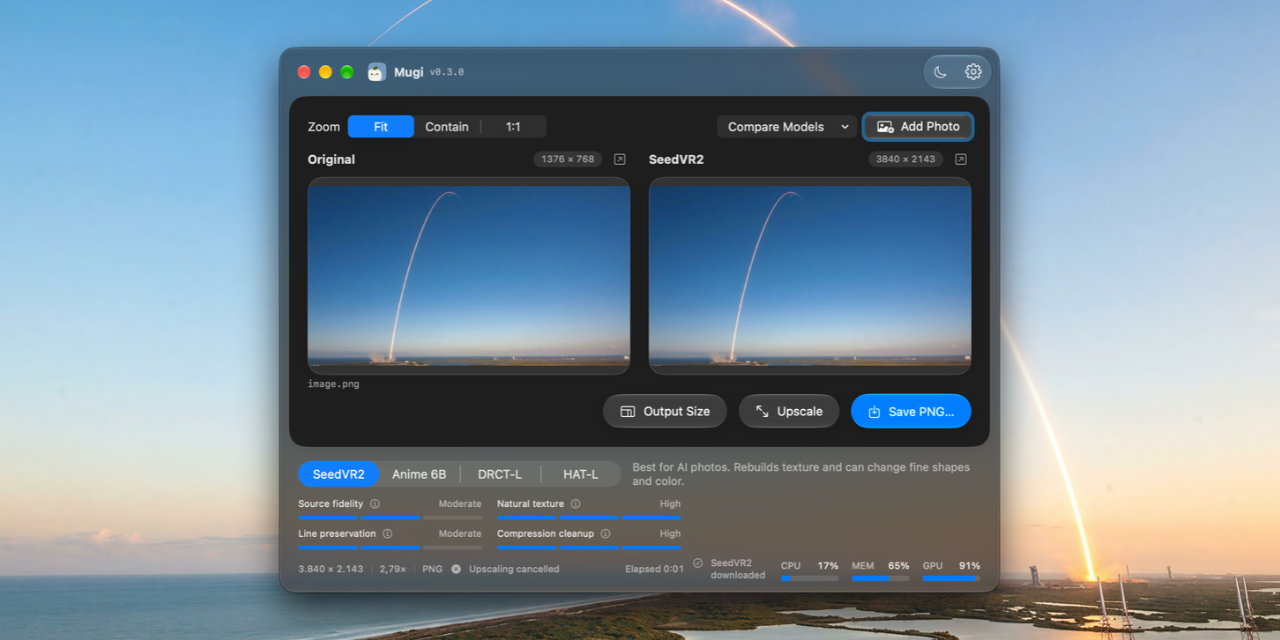 Mugi v0.3.0
Zoom Fit Contain 1:1 Compare Models Add Photo
Original 1376 × 768 SeedVR2 3840 × 2143
image.png
Output Size Upscale Save PNG...
SeedVR2 Anime 6B DRCT-L HAT-L
Best for AI photos. Rebuilds texture and can change fine shapes
and color.
Source fidelity Moderate Natural texture High
Line preservation Moderate Compression cleanup High
3.840 × 2.143 2,79× PNG Upscaling cancelled Elapsed 0:01
SeedVR2
downloaded
CPU 17% MEM 65% GPU 91%